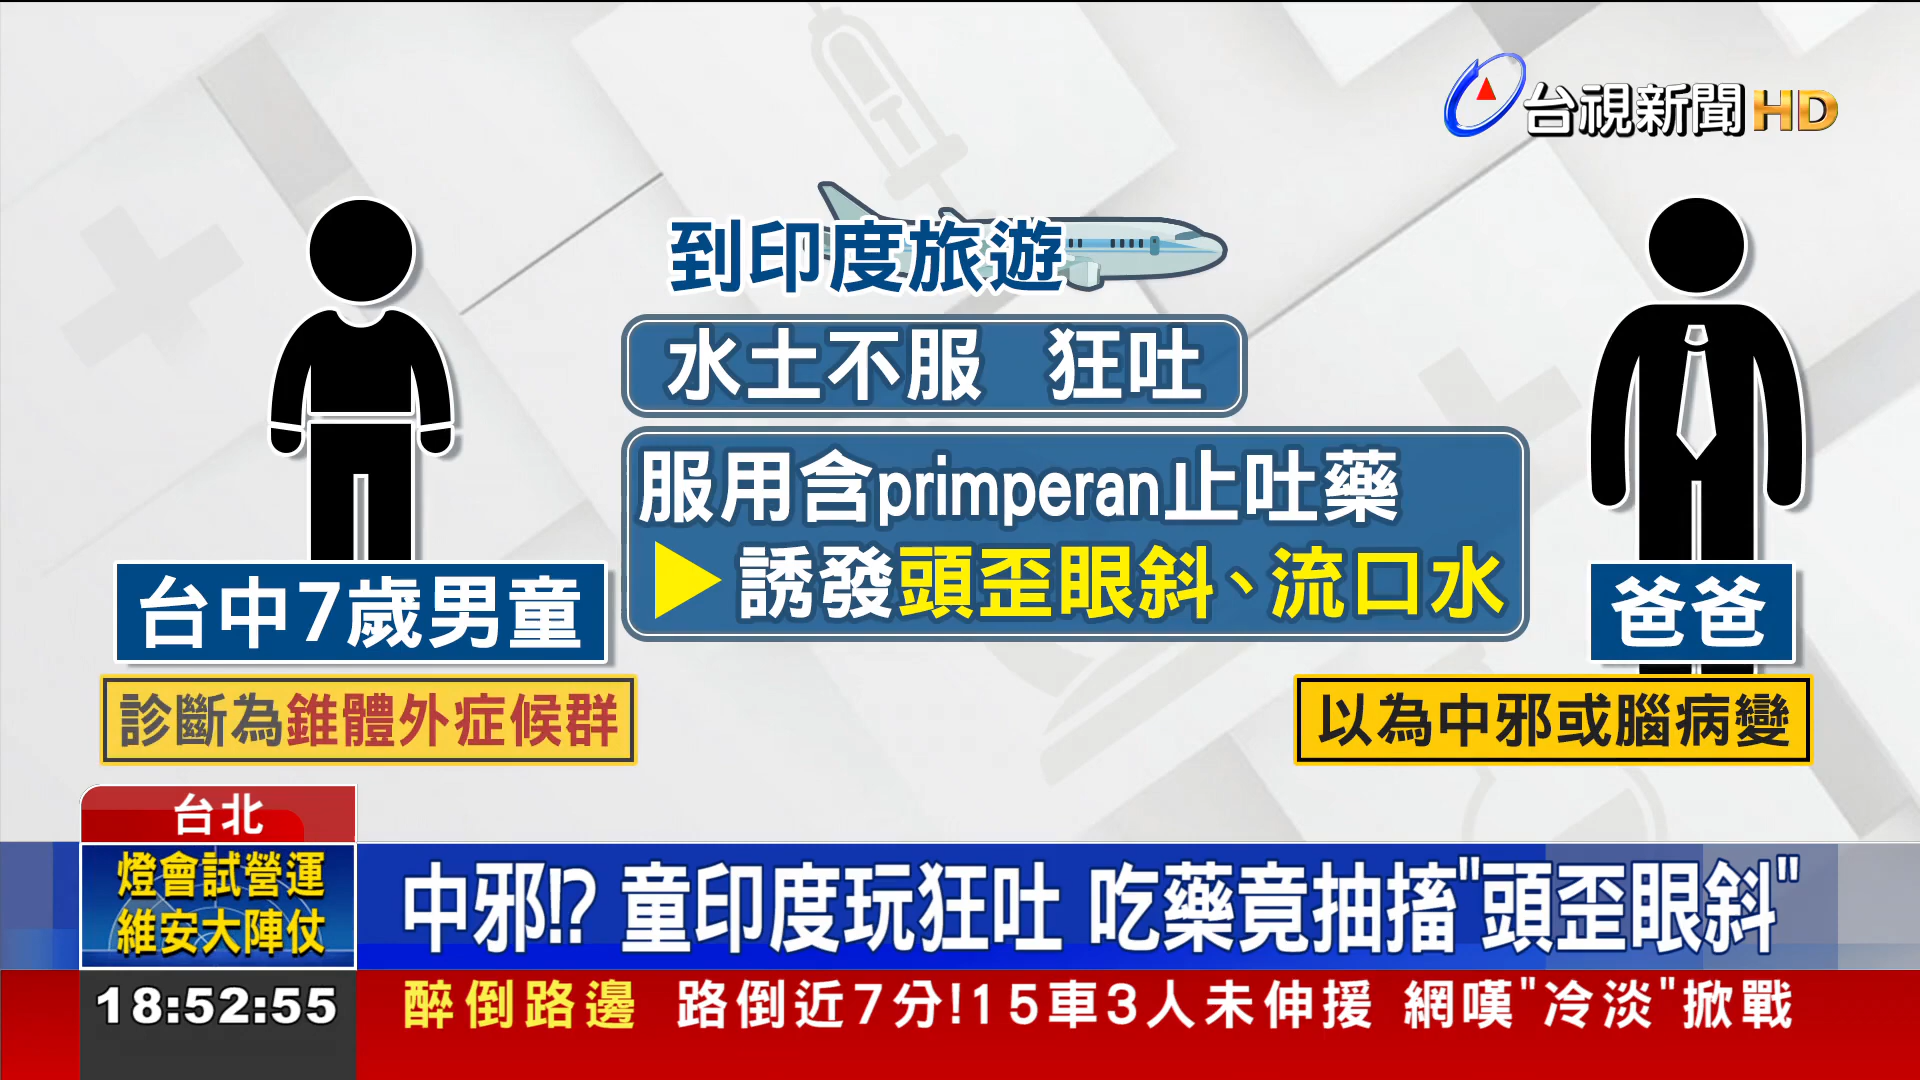 台視新聞HD
到印度旅遊
水土不服 狂吐
服用含primperan止吐藥
誘發頭歪眼斜、流口水
台中7歲男童
診斷為錐體外症候群
爸爸
以為中邪或腦病變
台北
燈會試營運
維安大陣仗
中邪!? 童印度玩狂吐 吃藥竟抽搐"頭歪眼斜"
18:52:55
醉倒路邊 路倒近7分!15車3人未伸援 網嘆"冷淡"掀戰